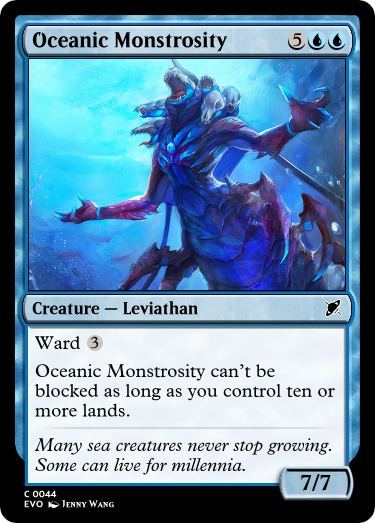 Oceanic Monstrosity 5
Creature — Leviathan
Ward 3
Oceanic Monstrosity can't be
blocked as long as you control ten or
more lands.
Many sea creatures never stop growing.
Some can live for millennia.
7/7
C 0044
EVO Jenny Wang